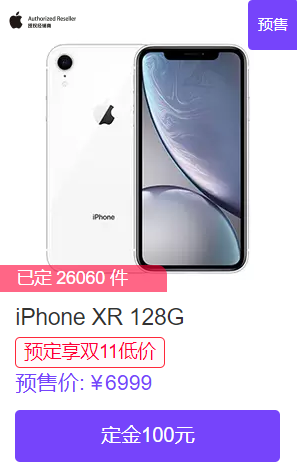 Authorized Reseller
授权经销商
预售
iPhone
已定 26060 件
iPhone XR 128G
预定享双11低价
预售价: ¥6999
定金100元